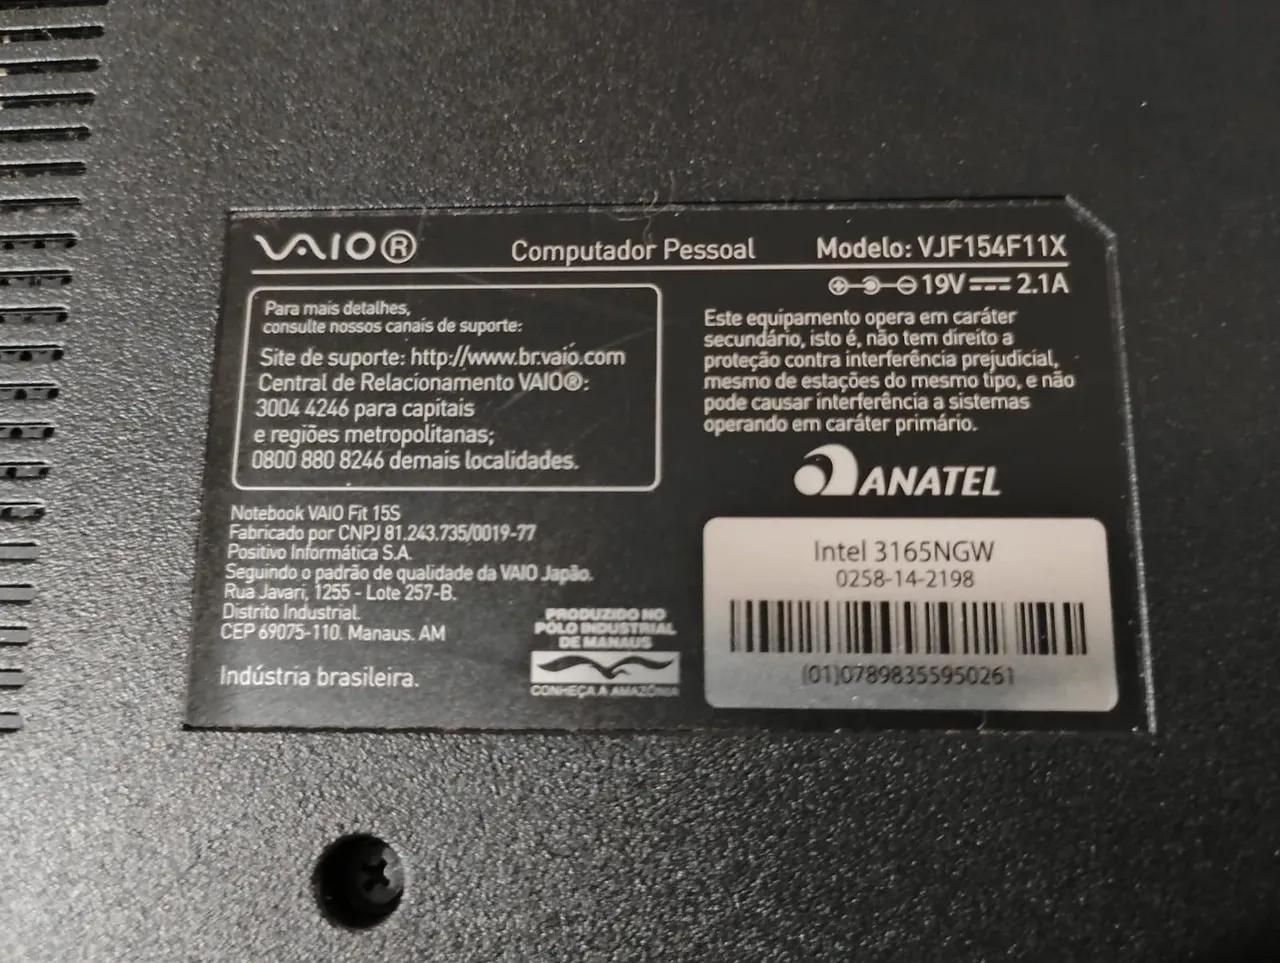 VAIO®
Computador Pessoal
Modelo: VJF154F11X
19V 2.1A
Para mais detalhes,
consulte nossos canais de suporte:
Site de suporte: http://www.br.vaio.com
Central de Relacionamento VAIO®:
3004 4246 para capitais
e regiões metropolitanas;
0800 880 8246 demais localidades.
Este equipamento opera em caráter
secundário, isto é, não tem direito a
proteção contra interferência prejudicial,
mesmo de estações do mesmo tipo, e não
pode causar interferência a sistemas
operando em caráter primário.
ANATEL
Notebook VAIO Fit 15S
Fabricado por CNPJ 81.243.735/0019-77
Positivo Informática S.A.
Seguindo o padrão de qualidade da VAIO Japão.
Rua Javari, 1255 - Lote 257-B.
Distrito Industrial.
CEP 69075-110. Manaus. AM
Indústria brasileira.
PRODUZIDO NO
PÓLO INDUSTRIAL
DE MANAUS
CONHEÇA A AMAZÔNIA
Intel 3165NGW
0258-14-2198
(01)07898355950261